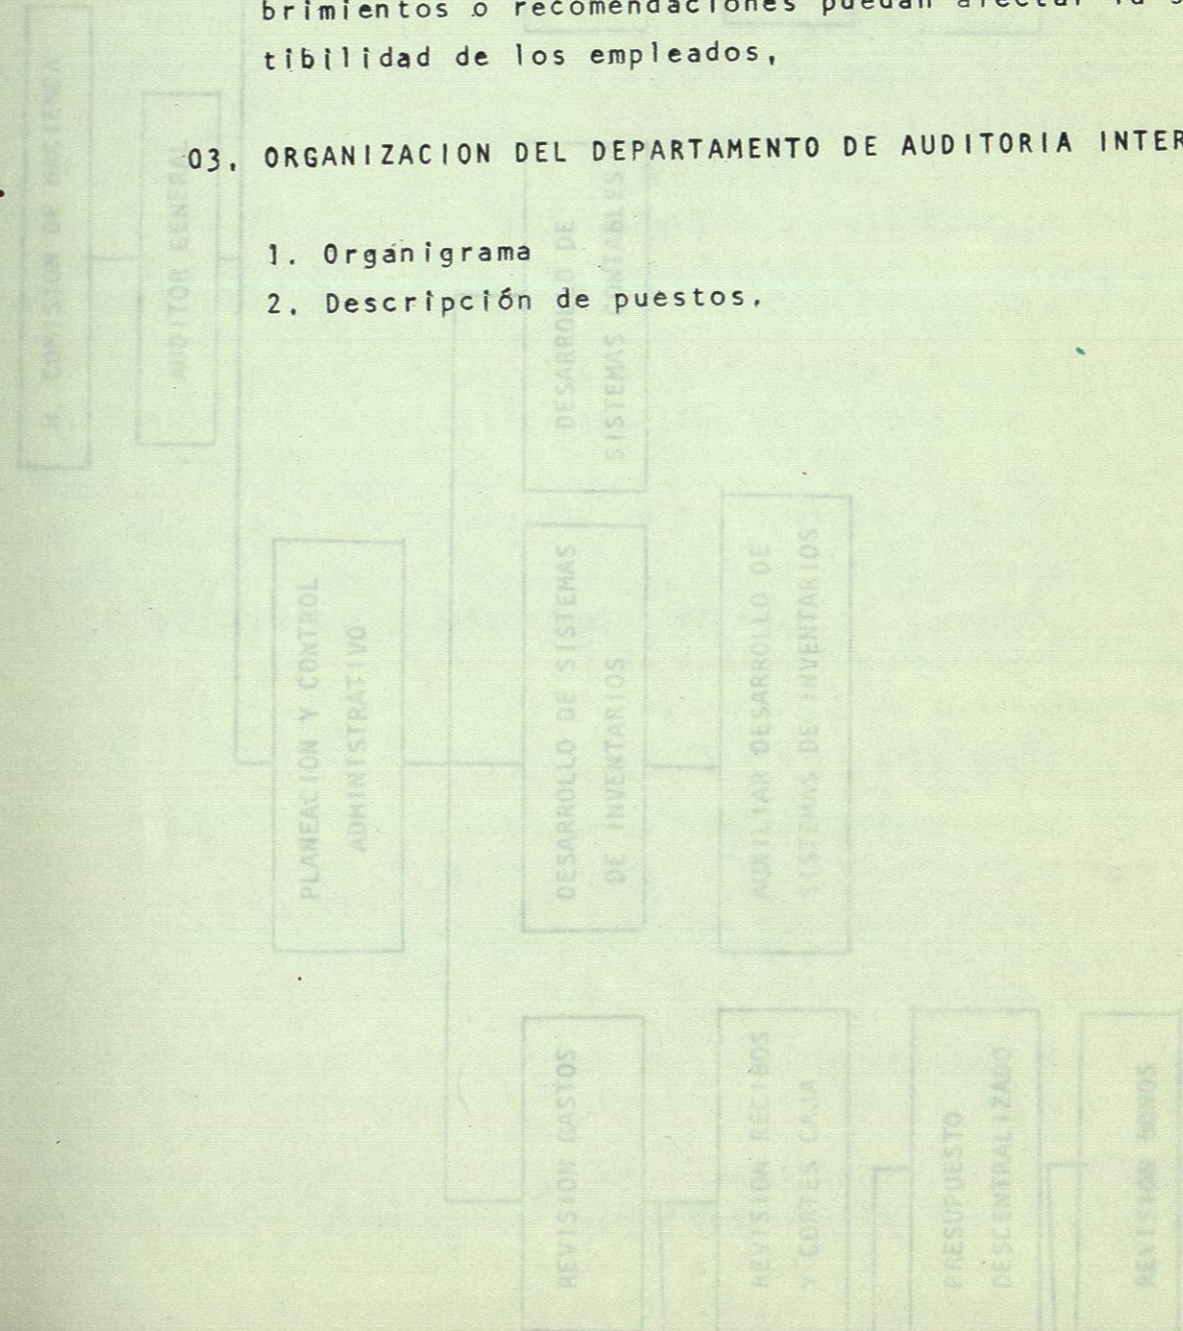 brimientos o recomendaciones puedan afectar
tibilidad de los empleados,
03. ORGANIZACION DEL DEPARTAMENTO DE AUDITORIA INTER
1. Organigrama
2. Descripción de puestos.
H. COMISION DE HACIENDA
AUDITOR GENERAL
PLANEACION Y CONTROL
ADMINISTRATIVO
DESARROLLO DE
SISTEMAS CONTABLES
DESARROLLO DE SISTEMAS
DE INVENTARIOS
AUXILIAR DESARROLLO DE
SISTEMAS DE INVENTARIOS
REVISION GASTOS
REVISION RECIBOS
Y CORTES CAJA
PRESUPUESTO
DESCENTRALIZADO
REVISION